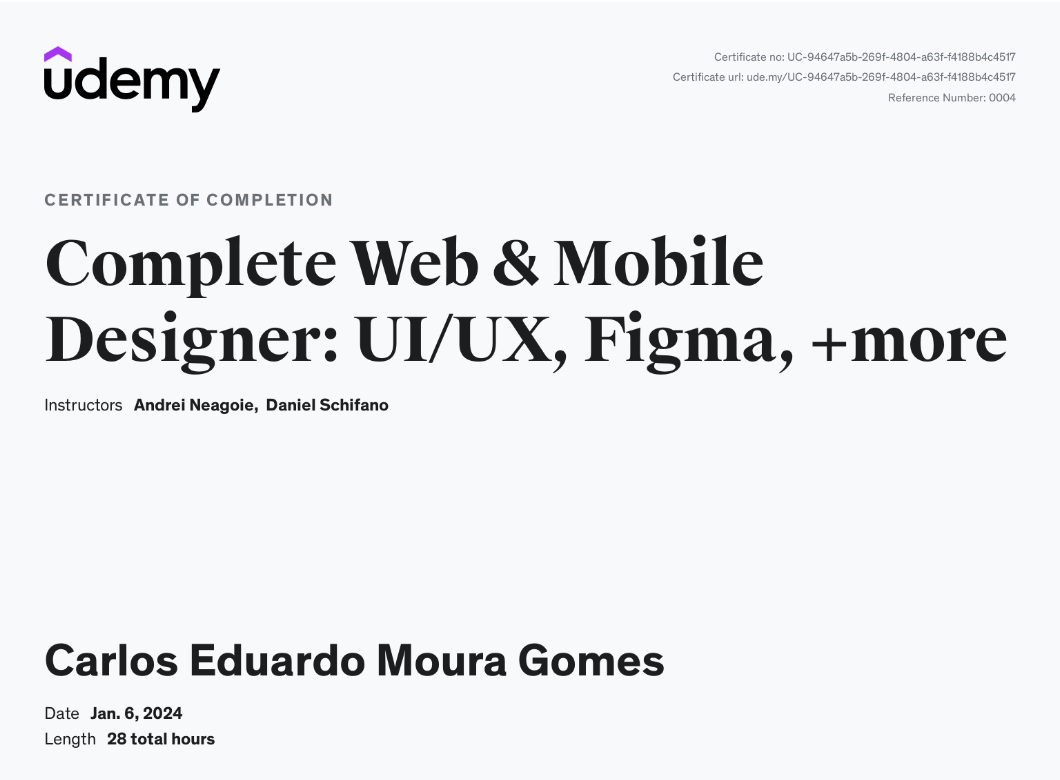 udemy
Certificate no: UC-94647a5b-269f-4804-a63f-f4188b4c4517
Certificate url: ude.my/UC-94647a5b-269f-4804-a63f-f4188b4c4517
Reference Number: 0004
CERTIFICATE OF COMPLETION
Complete Web & Mobile
Designer: UI/UX, Figma, +more
Instructors Andrei Neagoie, Daniel Schifano
Carlos Eduardo Moura Gomes
Date Jan. 6, 2024
Length 28 total hours